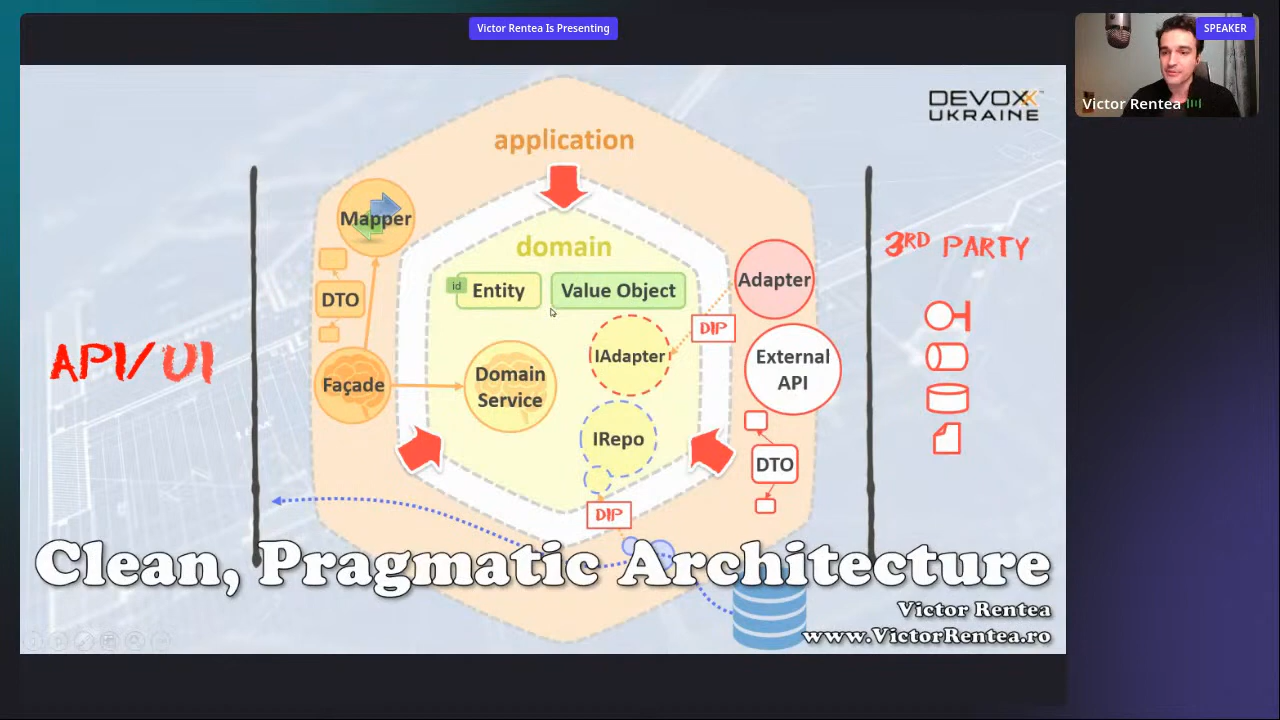 Victor Rentea Is Presenting
SPEAKER
Victor Rentea
DEVOXX
UKRAINE
application
Mapper
domain
3RD PARTY
id
Entity
Value Object
Adapter
DTO
DIP
IAdapter
External
API
API/UI
Façade
Domain
Service
IRepo
DTO
DIP
Clean, Pragmatic Architecture
Victor Rentea
www.VictorRentea.ro